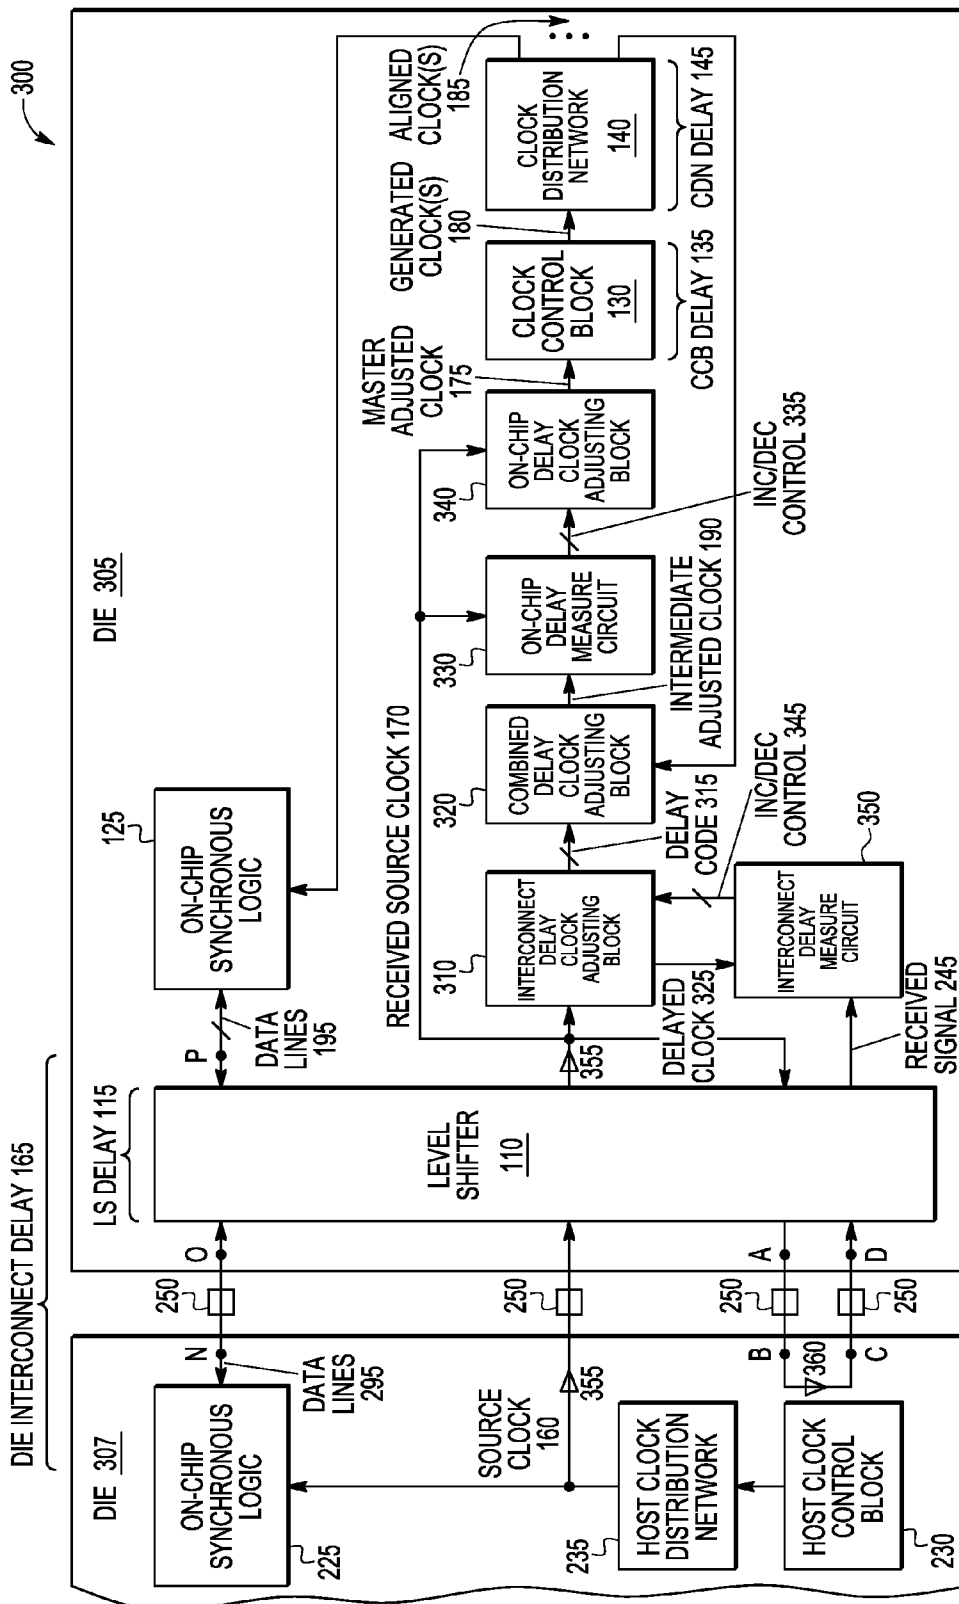 300
DIE INTERCONNECT DELAY 165
DIE 307
DIE 305
LS DELAY 115
ON-CHIP
SYNCHRONOUS
LOGIC
225
N
DATA
LINES
295
250
O
P
DATA
LINES
195
ON-CHIP
SYNCHRONOUS
LOGIC
125
LEVEL
SHIFTER
110
SOURCE
CLOCK
160
355
250
355
RECEIVED SOURCE CLOCK 170
HOST CLOCK
DISTRIBUTION
NETWORK
235
HOST CLOCK
CONTROL
BLOCK
230
B
360
C
250
250
A
D
INTERCONNECT
DELAY
CLOCK
ADJUSTING
BLOCK
310
DELAYED
CLOCK 325
RECEIVED
SIGNAL 245
INTERCONNECT
DELAY
MEASURE
CIRCUIT
350
INC/DEC
CONTROL 345
DELAY
CODE 315
COMBINED
DELAY
CLOCK
ADJUSTING
BLOCK
320
INTERMEDIATE
ADJUSTED CLOCK 190
ON-CHIP
DELAY
MEASURE
CIRCUIT
330
INC/DEC
CONTROL 335
ON-CHIP
DELAY
CLOCK
ADJUSTING
BLOCK
340
MASTER
ADJUSTED
CLOCK
175
CLOCK
CONTROL
BLOCK
130
CCB DELAY 135
GENERATED
CLOCK(S)
180
CLOCK
DISTRIBUTION
NETWORK
140
CDN DELAY 145
ALIGNED
CLOCK(S)
185